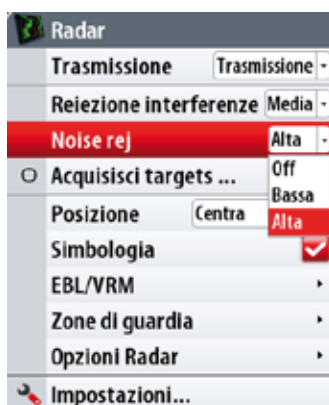 Radar
Trasmissione Trasmissione
Reiezione interferenze Media
Noise rej Alta
Off
Acquisisci targets ...
Bassa
Posizione Centra
Alta
Simbologia
EBL/VRM
Zone di guardia
Opzioni Radar
Impostazioni...